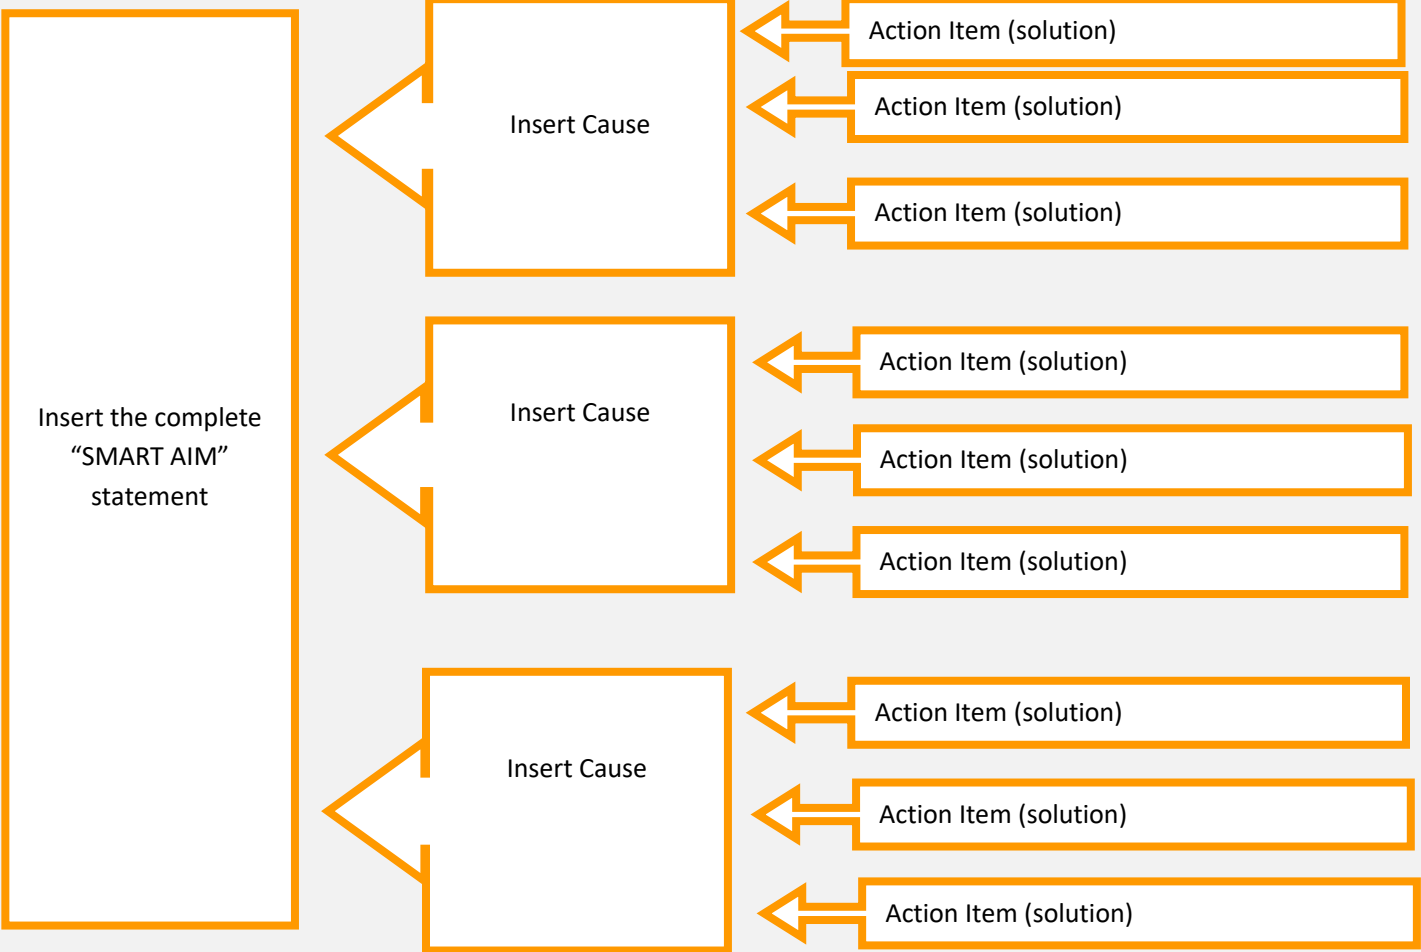 Action Item (solution)
Action Item (solution)
Insert Cause
Action Item (solution)
Action Item (solution)
Insert Cause
Insert the complete
“SMART AIM”
statement
Action Item (solution)
Action Item (solution)
Action Item (solution)
Insert Cause
Action Item (solution)
Action Item (solution)